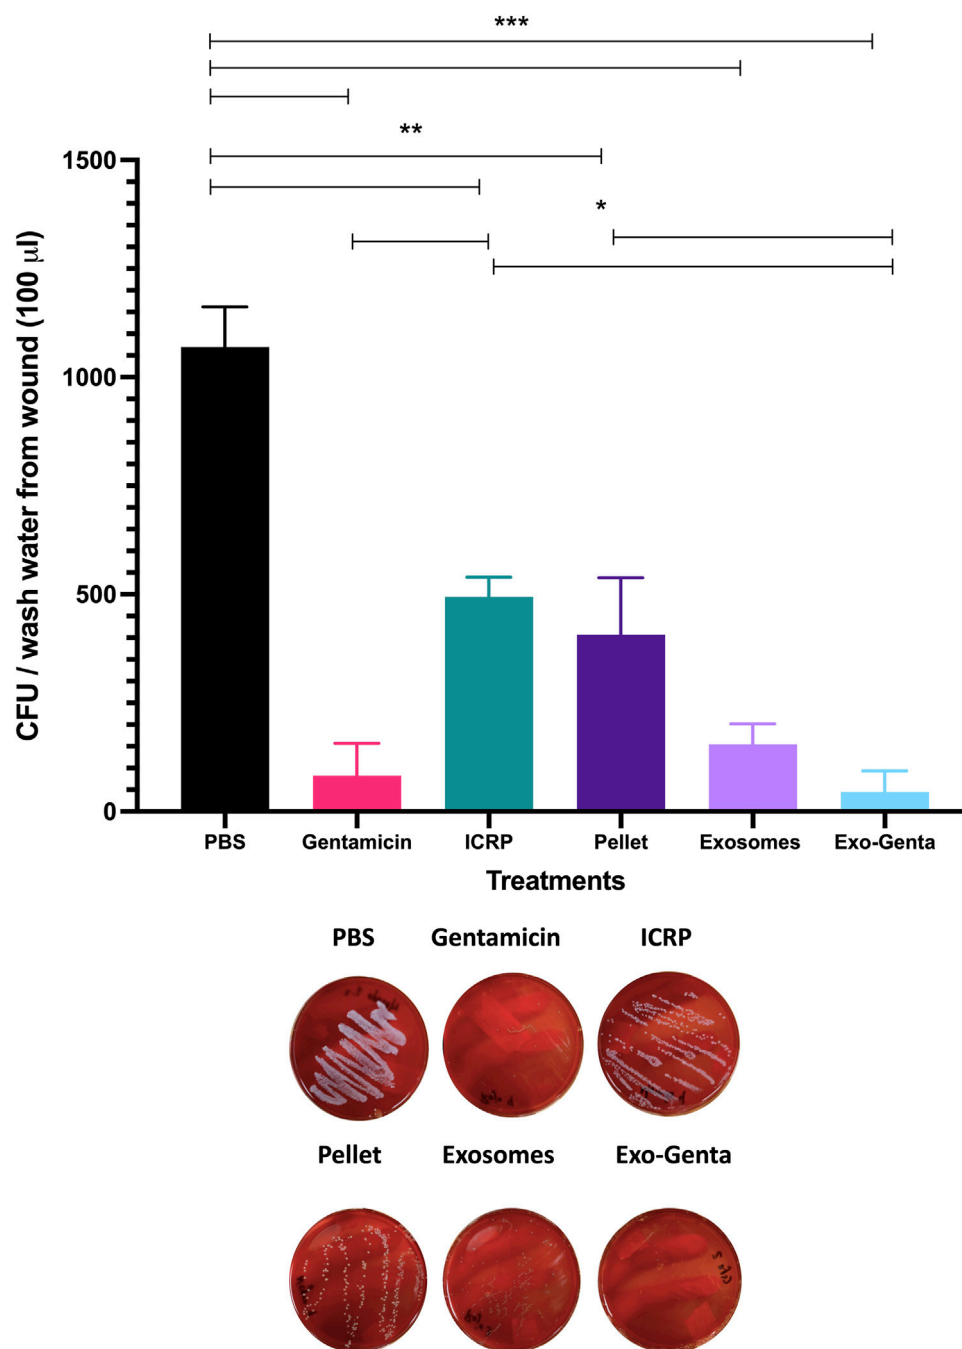 ***
**
*
1500
1000
500
0
CFU / wash water from wound (100 µl)
PBS Gentamicin ICRP Pellet Exosomes Exo-Genta
Treatments
PBS Gentamicin ICRP
Pellet Exosomes Exo-Genta